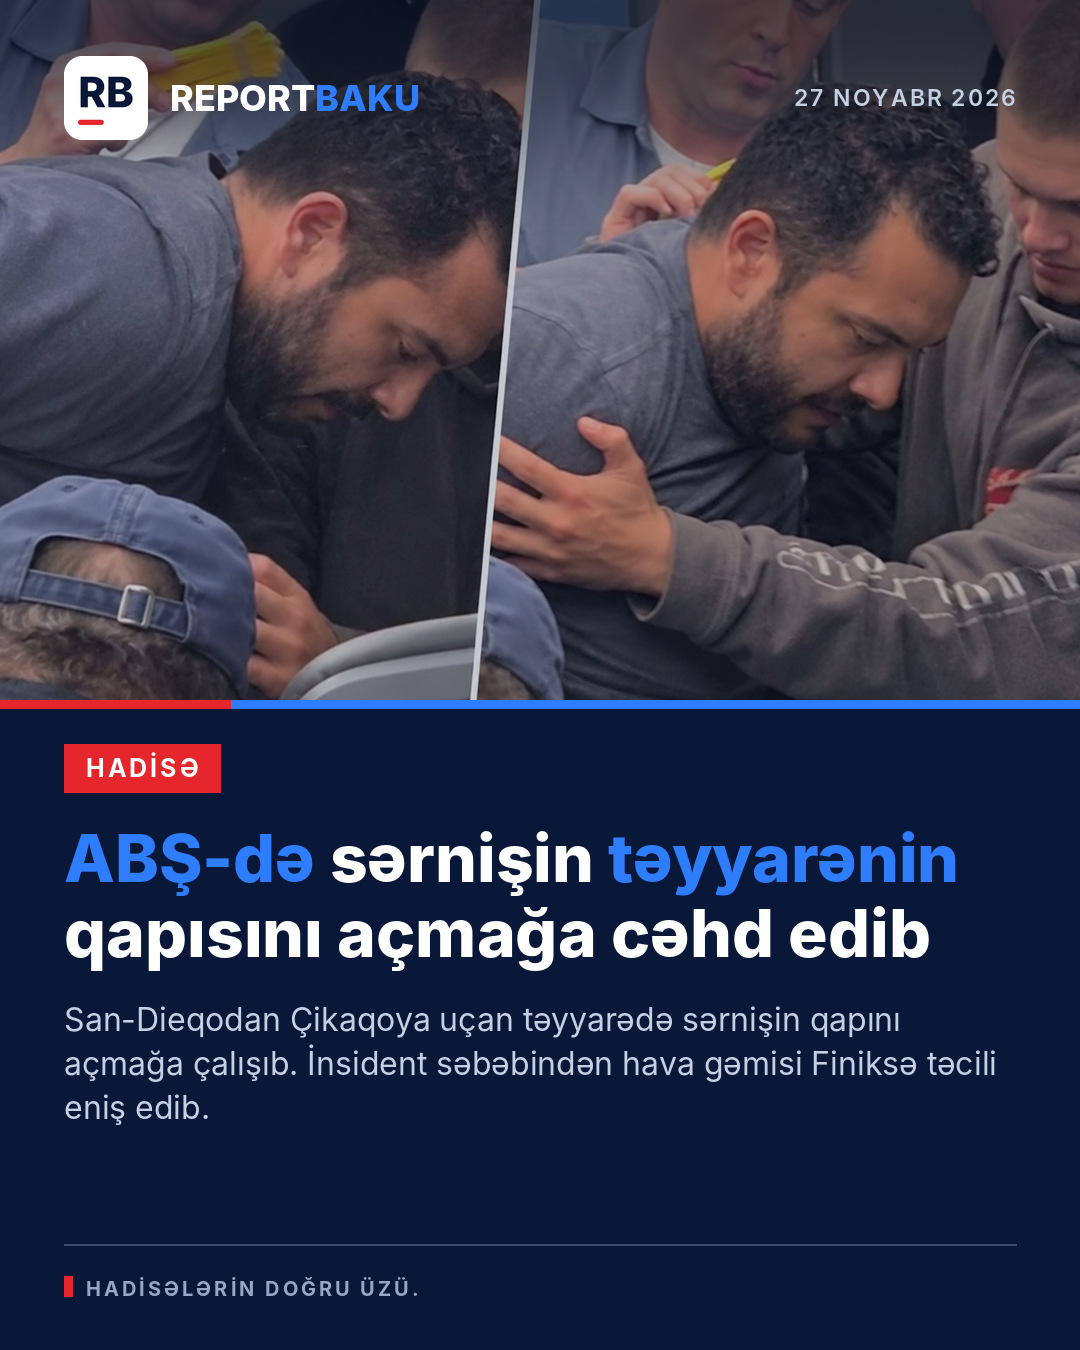 RB
REPORTBAKU
27 NOYABR 2026
HADİSƏ
ABŞ-də sərnişin təyyarənin
qapısını açmağa cəhd edib
San-Dieqodan Çikaqoya uçan təyyarədə sərnişin qapını
açmağa çalışıb. İnsident səbəbindən hava gəmisi Finiksə təcili
eniş edib.
HADİSƏLƏRİN DOĞRU ÜZÜ.